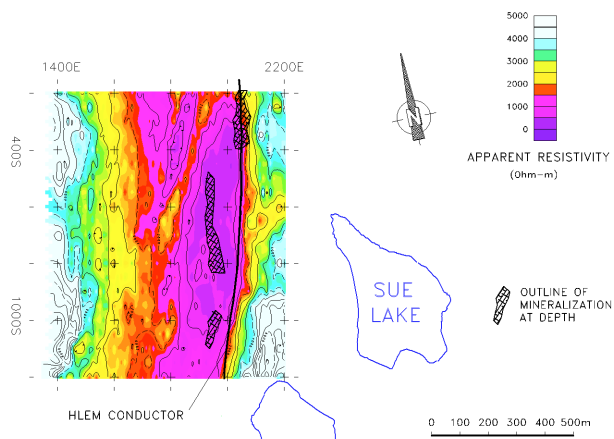 1400E
2200E
400S
1000S
5000
4000
3000
2000
1000
0
APPARENT RESISTIVITY
(Ohm-m)
N
SUE
LAKE
OUTLINE OF
MINERALIZATION
AT DEPTH
HLEM CONDUCTOR
0 100 200 300 400 500m